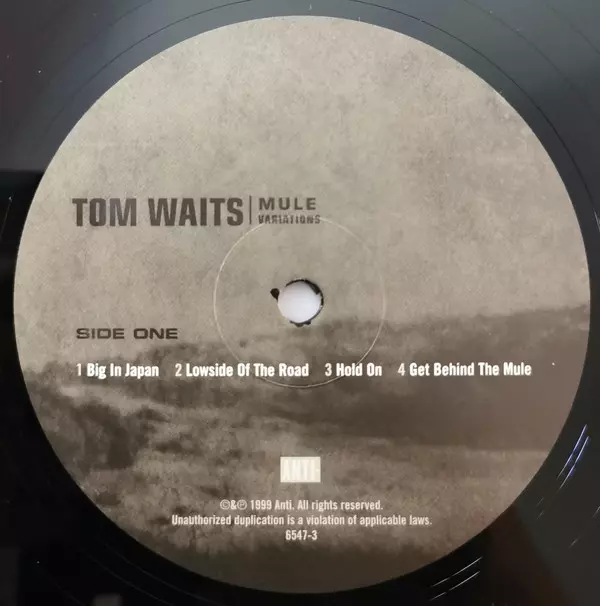 TOM WAITS
MULE
VARIATIONS
SIDE ONE
1 Big In Japan 2 Lowside Of The Road 3 Hold On 4 Get Behind The Mule
ANTI-
©&℗ 1999 Anti. All rights reserved.
Unauthorized duplication is a violation of applicable laws.
6547-3